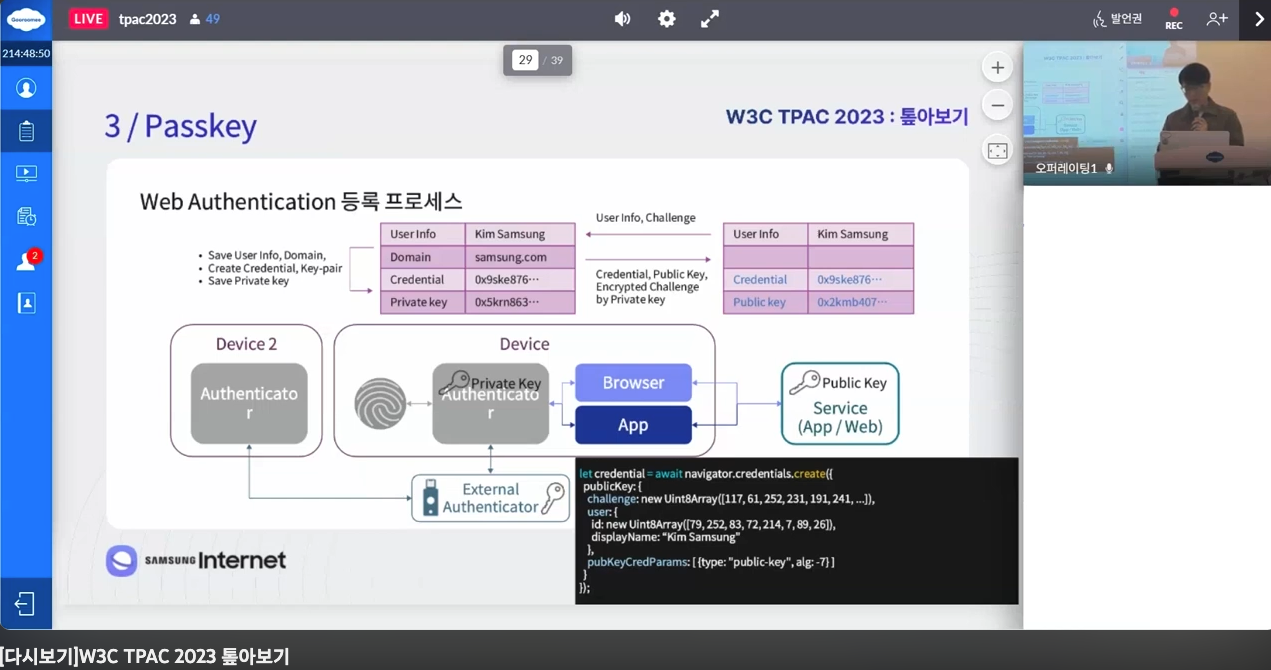 Gooroomee
LIVE tpac2023 49
발언권
REC
214:48:50
2
29 / 39
3 / Passkey
W3C TPAC 2023 : 톺아보기
오퍼레이팅1
Web Authentication 등록 프로세스
• Save User Info, Domain,
• Create Credential, Key-pair
• Save Private key
User Info Kim Samsung
Domain samsung.com
Credential 0x9ske876···
Private key 0x5krn863···
User Info, Challenge
Credential, Public Key,
Encrypted Challenge
by Private key
User Info Kim Samsung
Credential 0x9ske876···
Public key 0x2kmb407···
Device 2
Authenticato
r
Device
Private Key
Authenticato
r
Browser
App
Public Key
Service
(App / Web)
External
Authenticator
let credential = await navigator.credentials.create({
publicKey: {
challenge: new Uint8Array([117, 61, 252, 231, 191, 241, ...]),
user: {
id: new Uint8Array([79, 252, 83, 72, 214, 7, 89, 26]),
displayName: "Kim Samsung"
},
pubKeyCredParams: [ {type: "public-key", alg: -7} ]
}
});
SAMSUNG Internet
[다시보기]W3C TPAC 2023 톺아보기